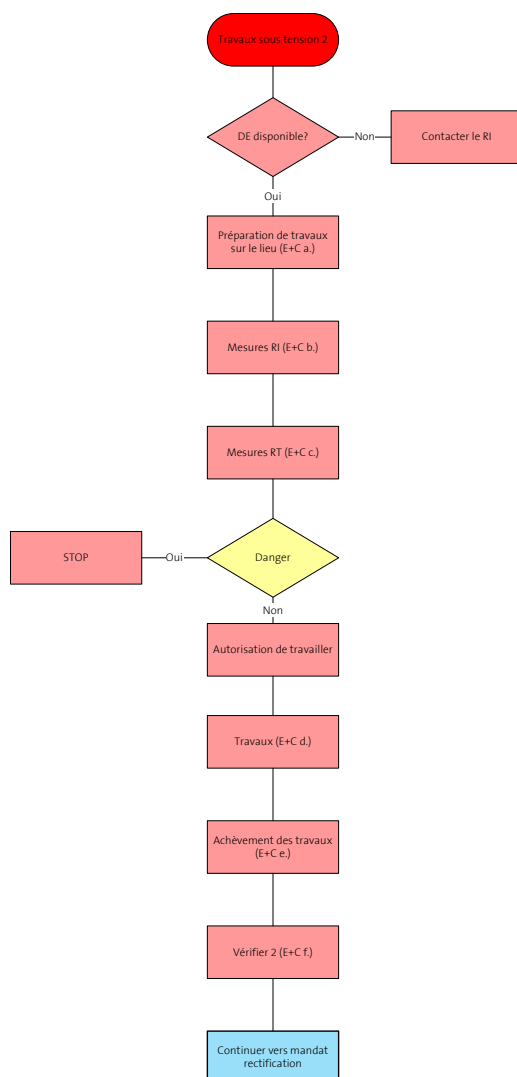 Travaux sous tension 2
DE disponible?
Non
Contacter le RI
Oui
Préparation de travaux
sur le lieu (E+C a.)
Mesures RI (E+C b.)
Mesures RT (E+C c.)
STOP
Oui
Danger
Non
Autorisation de travailler
Travaux (E+C d.)
Achèvement des travaux
(E+C e.)
Vérifier 2 (E+C f.)
Continuer vers mandat
rectification